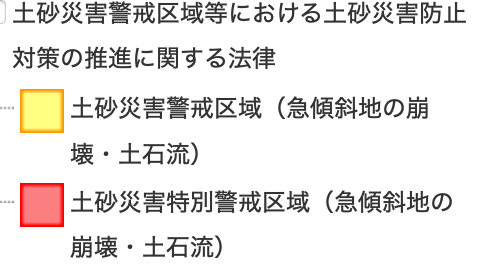 土砂災害警戒区域等における土砂災害防止
対策の推進に関する法律
土砂災害警戒区域（急傾斜地の崩
壊・土石流）
土砂災害特別警戒区域（急傾斜地の
崩壊・土石流）